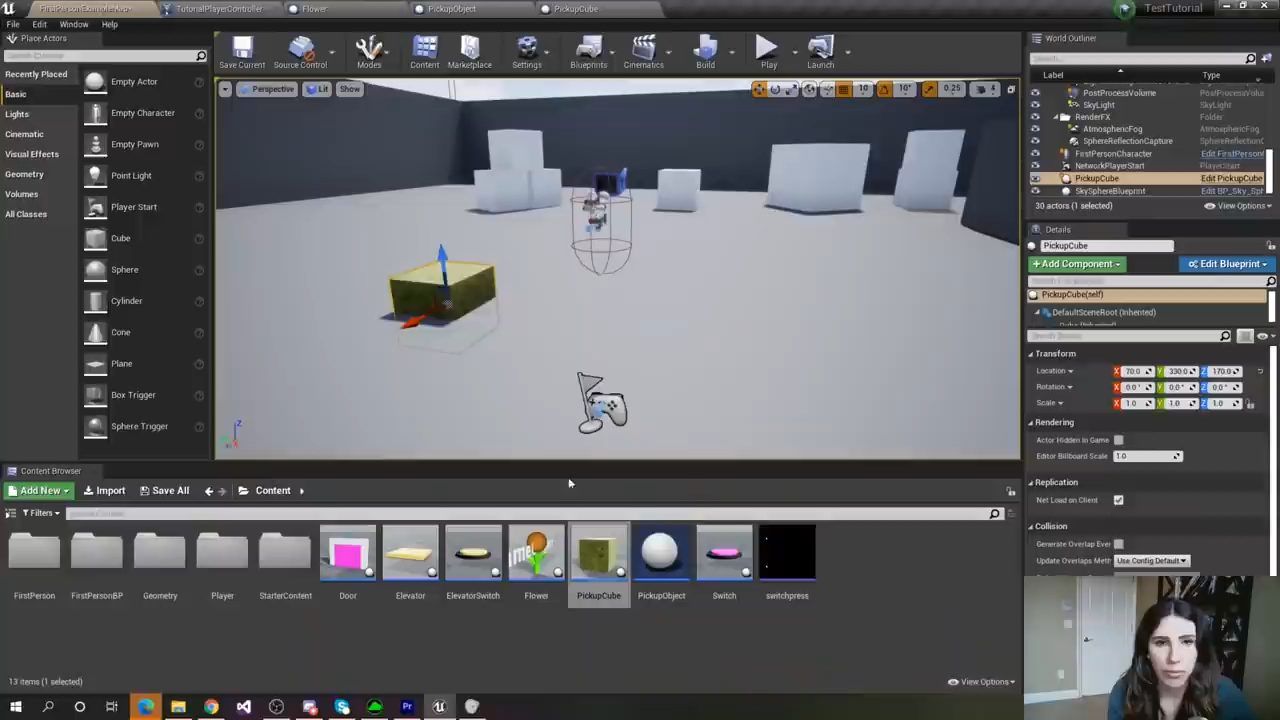 FirstPersonExampleMap*
TutorialPlayerController
Flower
PickupObject
PickupCube
TestTutorial
File Edit Window Help
Place Actors
Search Classes
Recently Placed
Basic
Lights
Cinematic
Visual Effects
Geometry
Volumes
All Classes
Empty Actor
Empty Character
Empty Pawn
Point Light
Player Start
Cube
Sphere
Cylinder
Cone
Plane
Box Trigger
Sphere Trigger
Save Current
Source Control
Modes
Content
Marketplace
Settings
Blueprints
Cinematics
Build
Play
Launch
Perspective
Lit
Show
10
10°
0.25
4
World Outliner
Search...
Label Type
PostProcessVolume PostProcessVolu
SkyLight SkyLight
RenderFX Folder
AtmosphericFog AtmosphericFog
SphereReflectionCapture SphereReflection
FirstPersonCharacter Edit FirstPerson
NetworkPlayerStart PlayerStart
PickupCube Edit PickupCube
SkySphereBlueprint Edit BP_Sky_Sph
30 actors (1 selected)
View Options
Details
PickupCube
+Add Component
Edit Blueprint
PickupCube(self)
DefaultSceneRoot (Inherited)
Transform
Location X 70.0 Y 330.0 Z 170.0
Rotation X 0.0° Y 0.0° Z 0.0°
Scale X 1.0 Y 1.0 Z 1.0
Rendering
Actor Hidden In Game
Editor Billboard Scale 1.0
Replication
Net Load on Client
Collision
Generate Overlap Ever
Update Overlaps Meth Use Config Default
Content Browser
Add New
Import
Save All
Content
Filters
FirstPerson
FirstPersonBP
Geometry
Player
StarterContent
Door
Elevator
ElevatorSwitch
Flower
PickupCube
PickupObject
Switch
switchpress
13 items (1 selected)
View Options